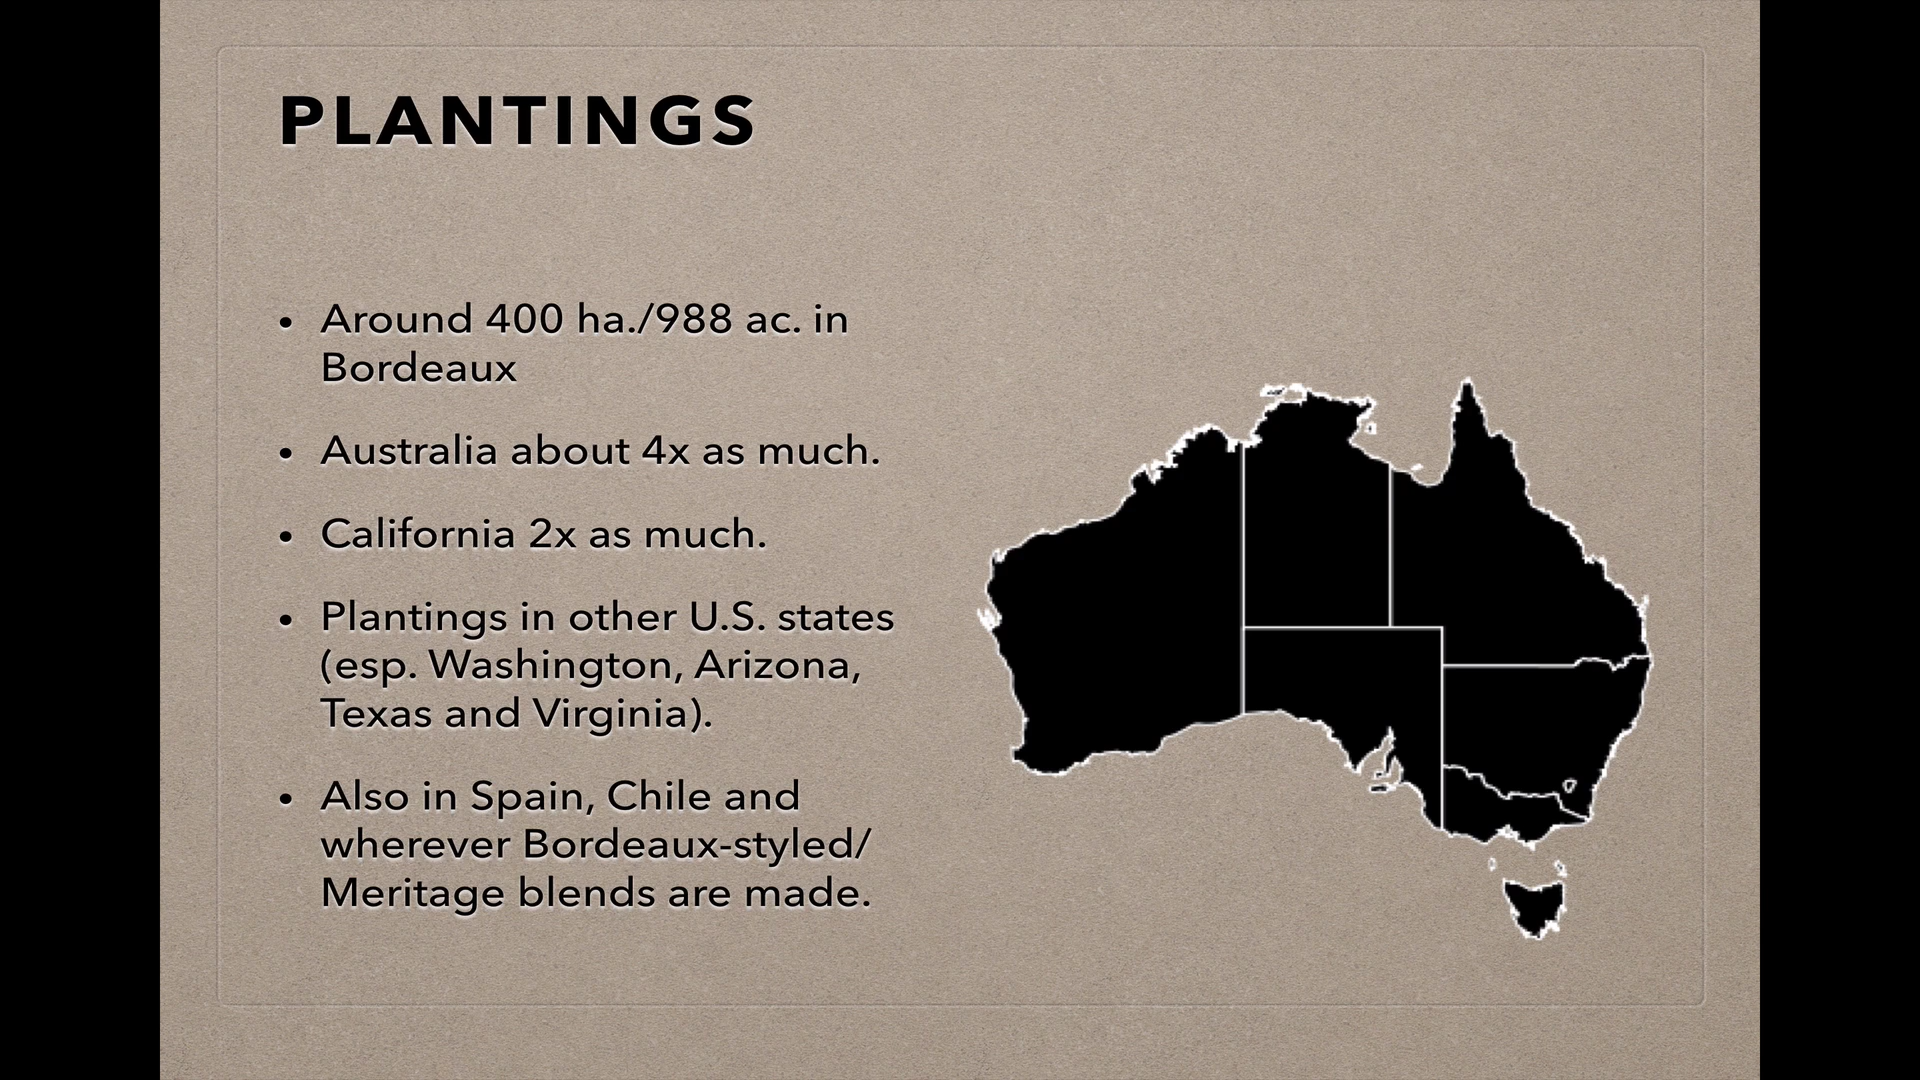 PLANTINGS
• Around 400 ha./988 ac. in
Bordeaux
• Australia about 4x as much.
• California 2x as much.
• Plantings in other U.S. states
(esp. Washington, Arizona,
Texas and Virginia).
• Also in Spain, Chile and
wherever Bordeaux-styled/
Meritage blends are made.